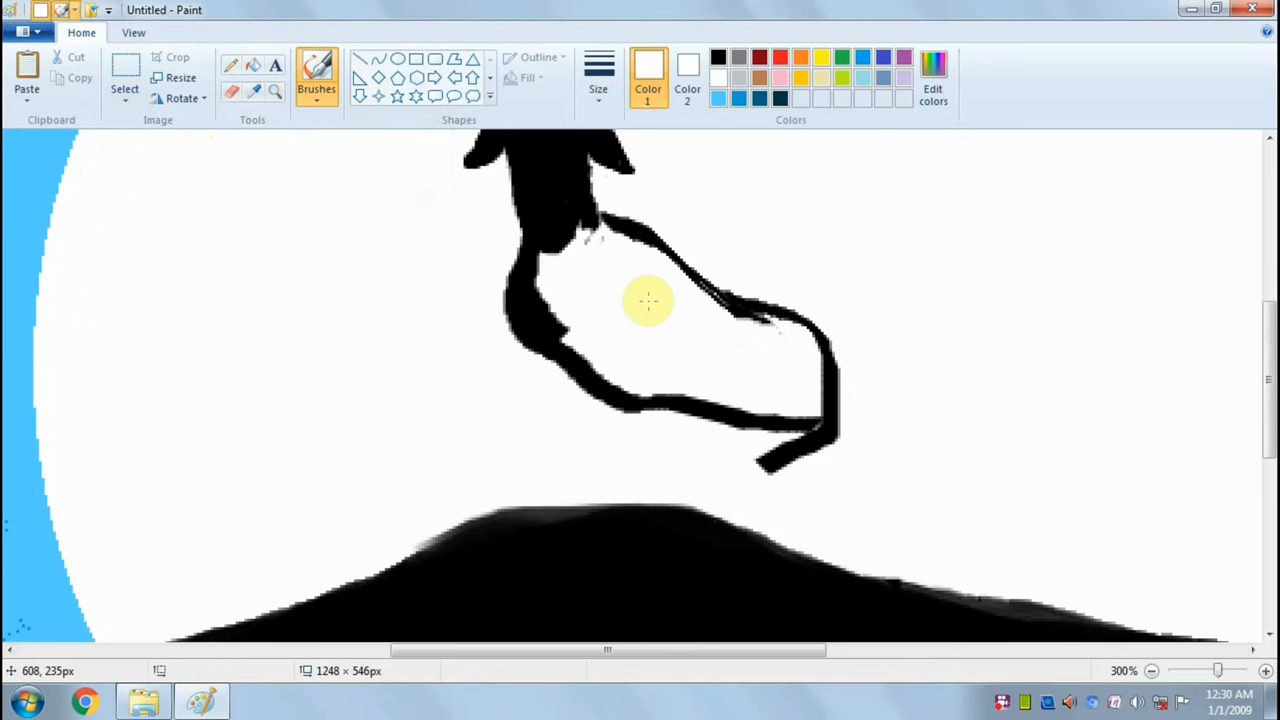 Untitled - Paint
Home View
Paste
Cut
Copy
Clipboard
Select
Crop
Resize
Rotate
Image
A
Tools
Brushes
Outline
Fill
Shapes
Size
Color 1
Color 2
Edit colors
Colors
608, 235px
1248 × 546px
300%
12:30 AM
1/1/2009